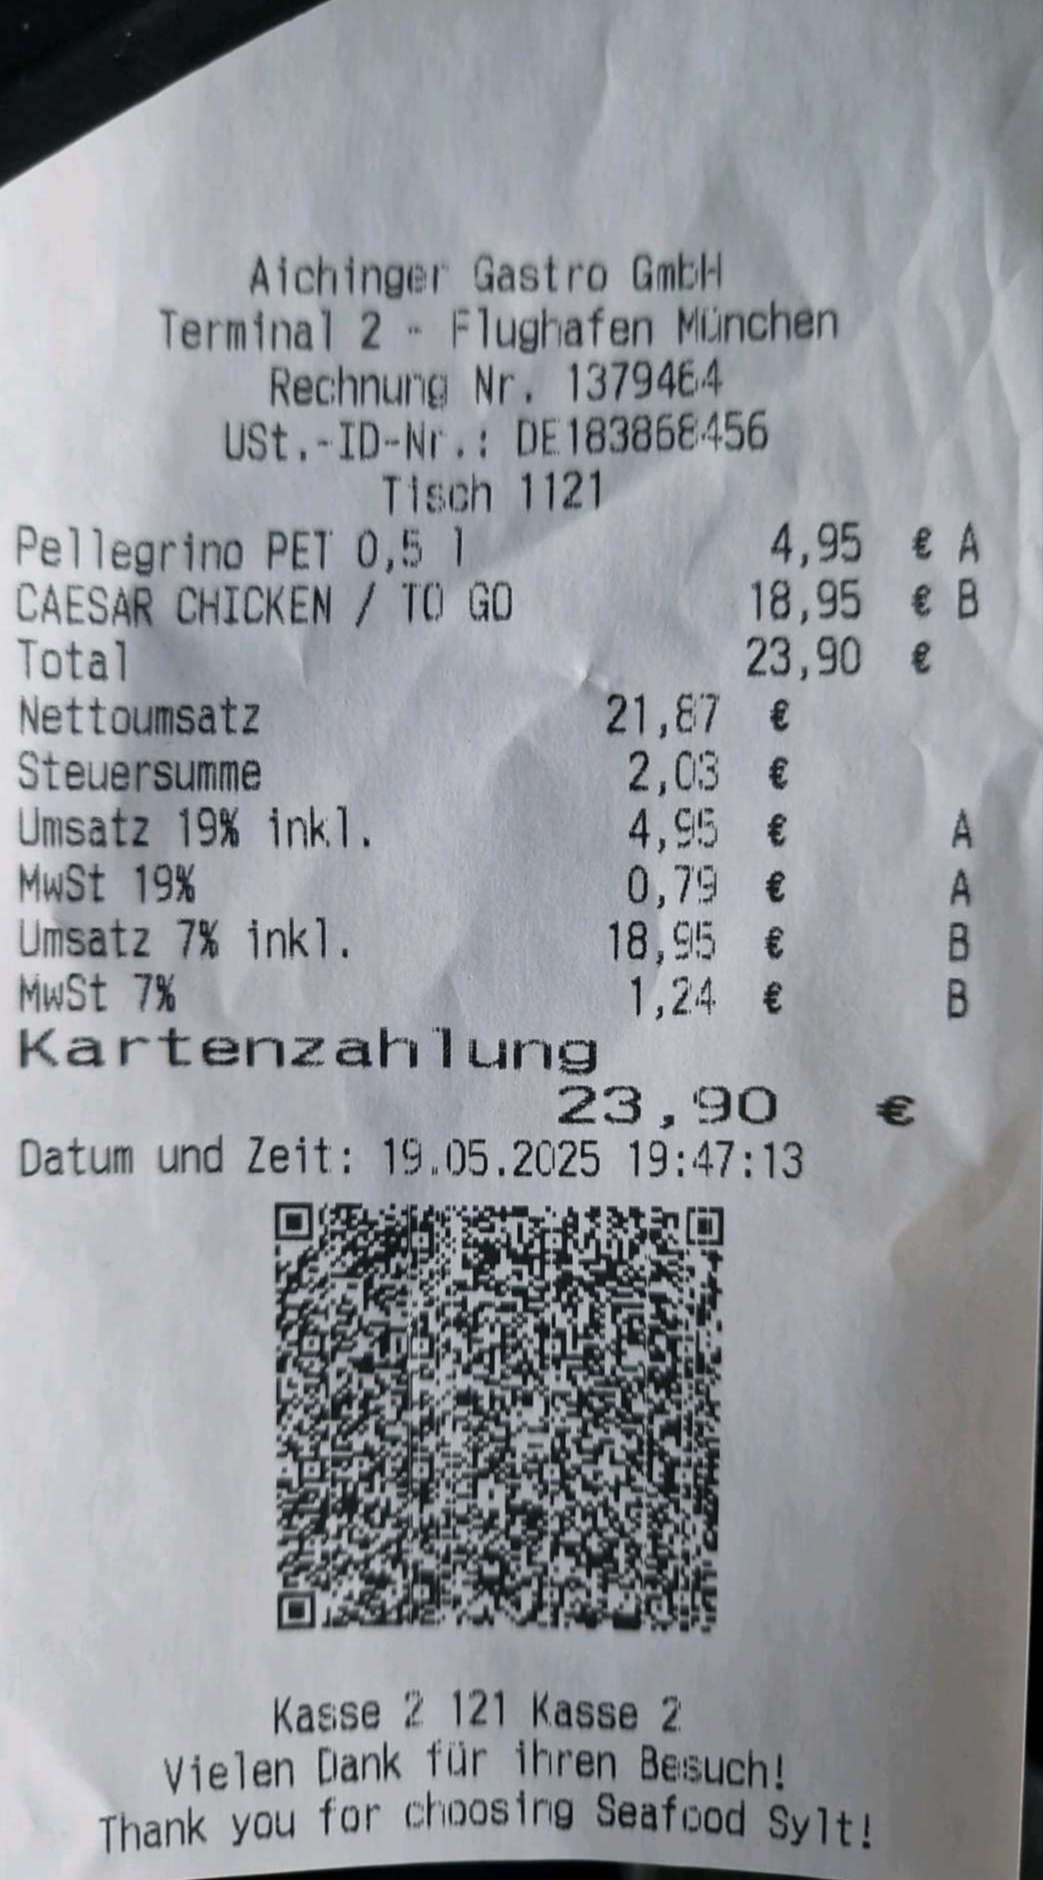 Aichinger Gastro GmbH
Terminal 2 - Flughafen München
Rechnung Nr. 1379464
USt.-ID-Nr.: DE183868456
Tisch 1121
Pellegrino PET 0,5 l 4,95 € A
CAESAR CHICKEN / TO GO 18,95 € B
Total 23,90 €
Nettoumsatz 21,87 €
Steuersumme 2,03 €
Umsatz 19% inkl. 4,95 € A
MwSt 19% 0,79 € A
Umsatz 7% inkl. 18,95 € B
MwSt 7% 1,24 € B
Kartenzahlung
23,90 €
Datum und Zeit: 19.05.2025 19:47:13
Kasse 2 121 Kasse 2
Vielen Dank für ihren Besuch!
Thank you for choosing Seafood Sylt!